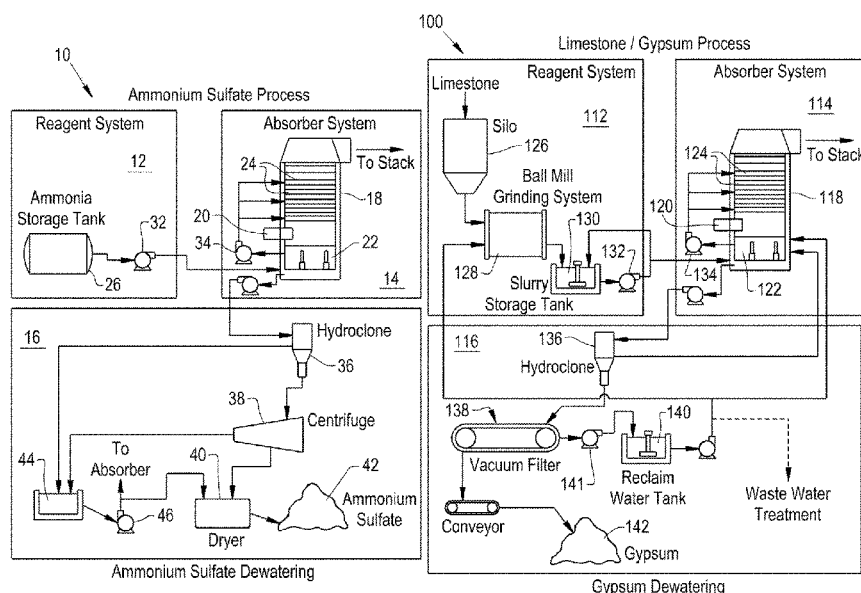 10
Ammonium Sulfate Process
Reagent System
12
Ammonia
Storage Tank
26
32
Absorber System
To Stack
24
18
20
22
34
14
16
Hydroclone
36
38
Centrifuge
To
Absorber
40
42
44
46
Ammonium
Sulfate
Dryer
Ammonium Sulfate Dewatering
100
Limestone / Gypsum Process
Reagent System
Limestone
112
Silo
126
Ball Mill
Grinding System
130
128
132
Slurry
Storage Tank
Absorber System
114
To Stack
124
118
120
134
122
116
136
Hydroclone
138
140
Vacuum Filter
141
Reclaim
Water Tank
Waste Water
Treatment
Conveyor
142
Gypsum
Gypsum Dewatering